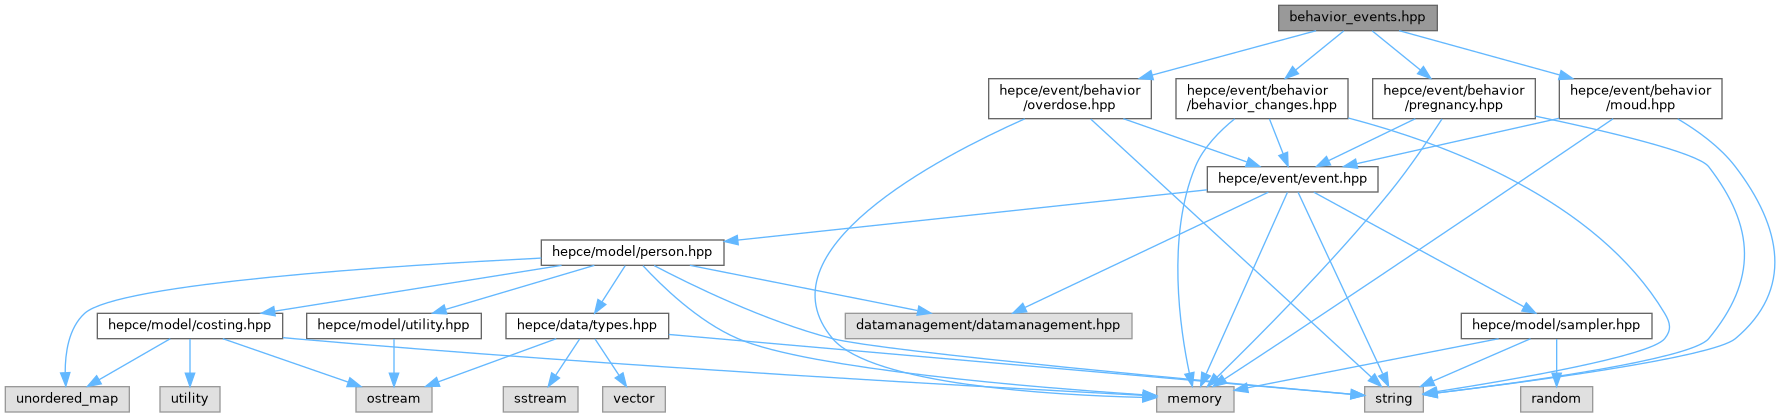 behavior_events.hpp
hepce/event/behavior
/overdose.hpp
hepce/event/behavior
/behavior_changes.hpp
hepce/event/behavior
/pregnancy.hpp
hepce/event/behavior
/moud.hpp
hepce/event/event.hpp
hepce/model/person.hpp
hepce/model/costing.hpp
hepce/model/utility.hpp
hepce/data/types.hpp
datamanagement/datamanagement.hpp
hepce/model/sampler.hpp
unordered_map
utility
ostream
sstream
vector
memory
string
random